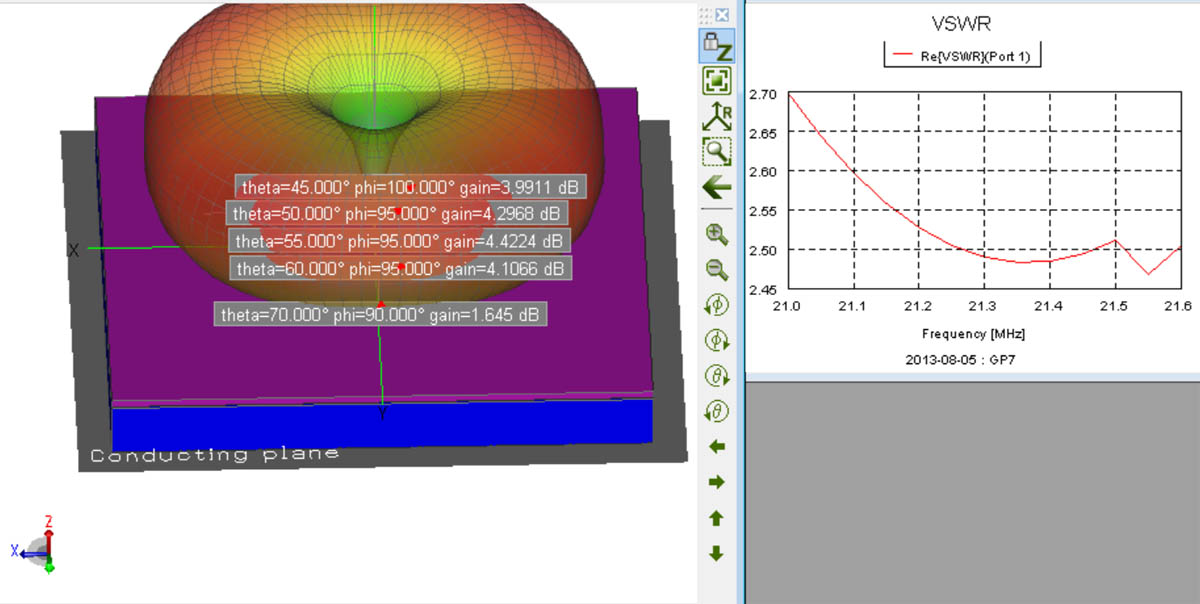 theta=45.000° phi=100.000° gain=3.9911 dB
theta=50.000° phi=95.000° gain=4.2968 dB
theta=55.000° phi=95.000° gain=4.4224 dB
theta=60.000° phi=95.000° gain=4.1066 dB
theta=70.000° phi=90.000° gain=1.645 dB
X
Y
Conducting plane
Z
X
Z
R
ϕ
ϕ
θ
θ
VSWR
Re[VSWR](Port 1)
2.70
2.65
2.60
2.55
2.50
2.45
21.0 21.1 21.2 21.3 21.4 21.5 21.6
Frequency [MHz]
2013-08-05 : GP7